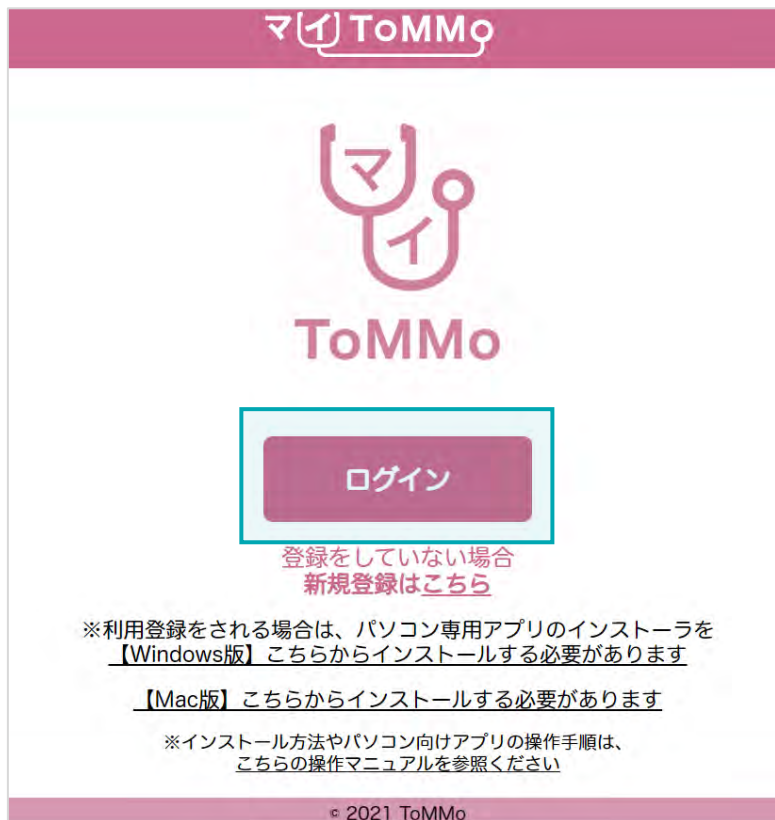 マイ ToMMo
マ
イ
ToMMo
ログイン
登録をしていない場合
新規登録はこちら
※利用登録をされる場合は、パソコン専用アプリのインストーラを
【Windows版】こちらからインストールする必要があります
【Mac版】こちらからインストールする必要があります
※インストール方法やパソコン向けアプリの操作手順は、
こちらの操作マニュアルを参照ください
© 2021 ToMMo